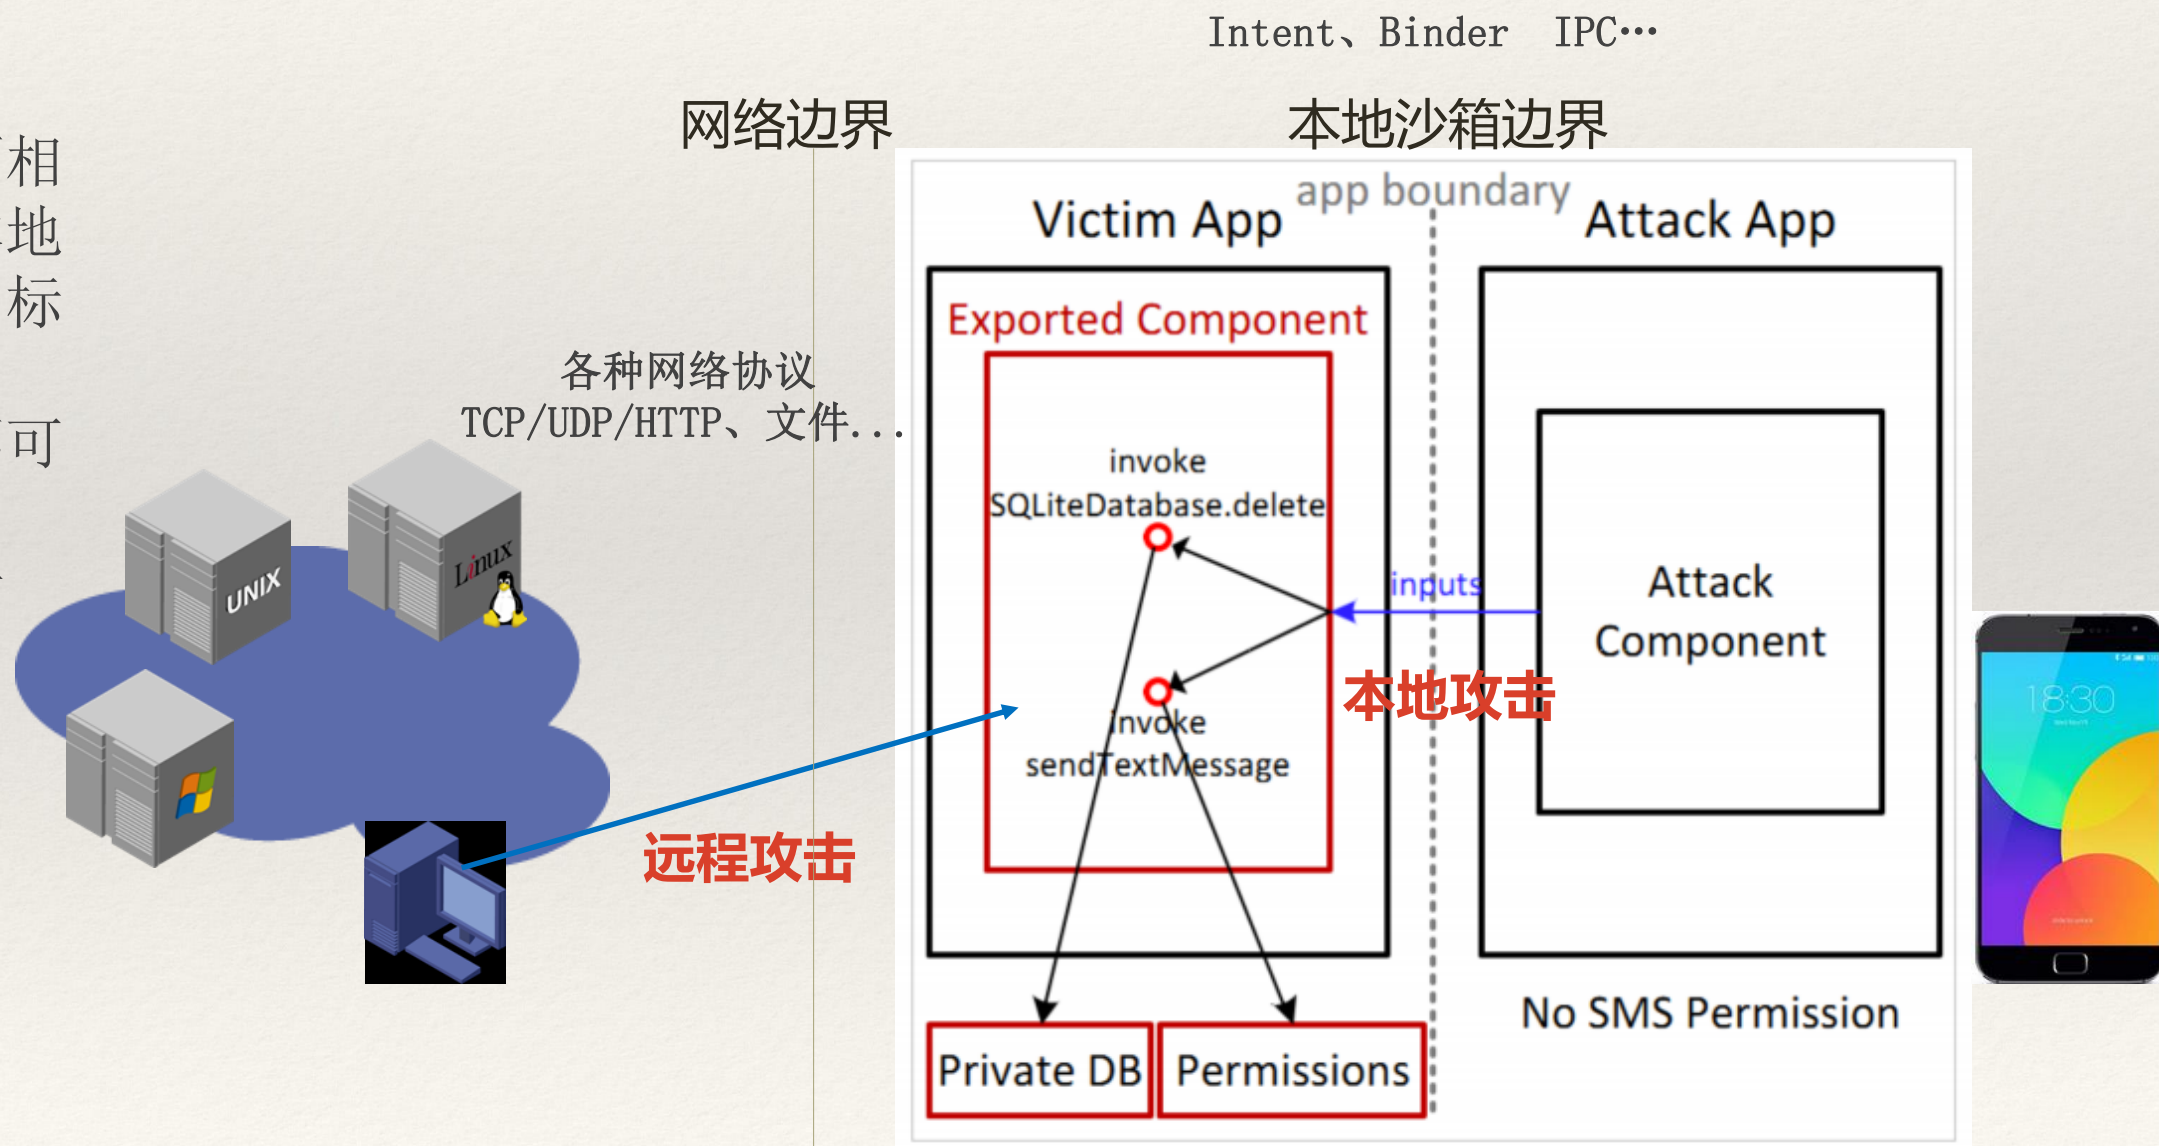 Intent、Binder IPC…
网络边界
本地沙箱边界
相
地
标
可
各种网络协议
TCP/UDP/HTTP、文件...
app boundary
Victim App
Attack App
Exported Component
invoke
SQLiteDatabase.delete
inputs
Attack
Component
本地攻击
invoke
sendTextMessage
远程攻击
No SMS Permission
Private DB
Permissions
UNIX
Linux
18:30